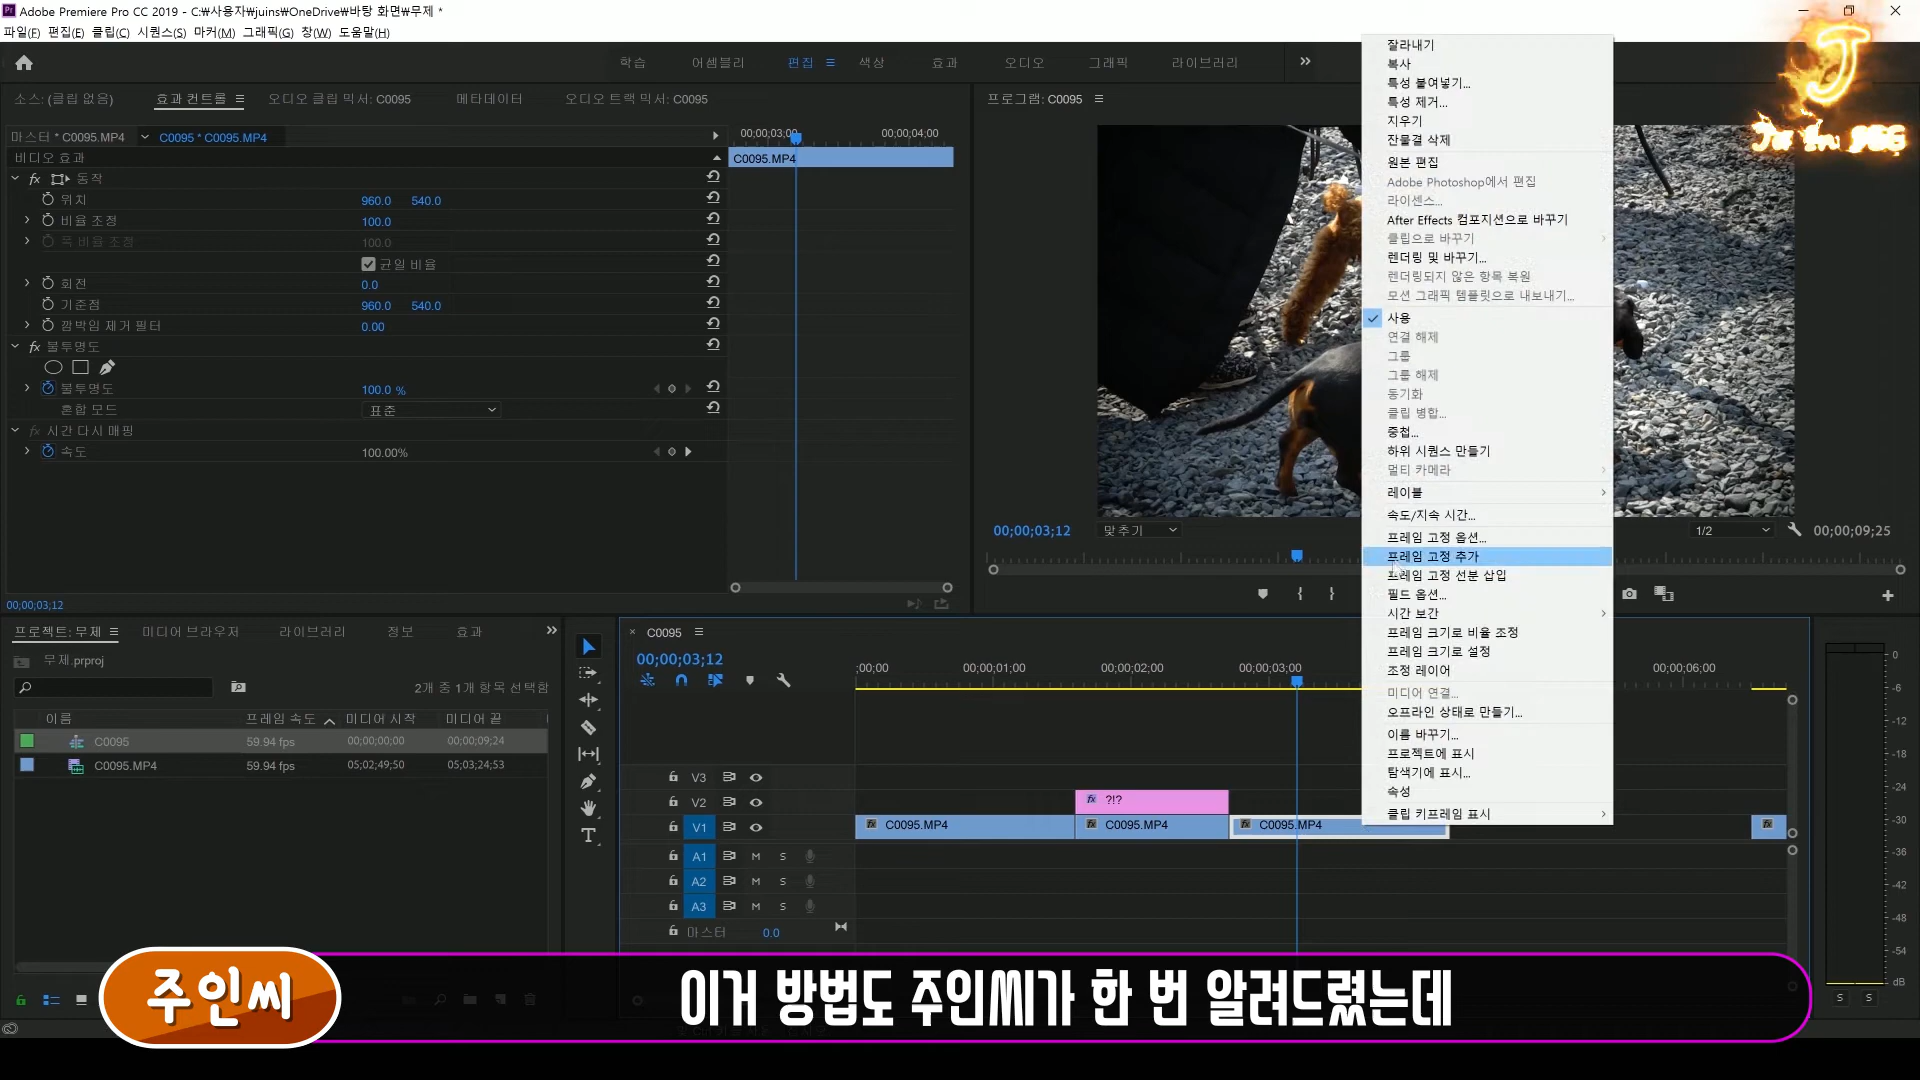 Adobe Premiere Pro CC 2019 - C:₩사용자₩juins₩OneDrive₩바탕 화면₩무제 *
파일(F) 편집(E) 클립(C) 시퀀스(S) 마커(M) 그래픽(G) 창(W) 도움말(H)
학습 어셈블리 편집 색상 효과 오디오 그래픽 라이브러리
소스: (클립 없음) 효과 컨트롤 오디오 클립 믹서: C0095 메타데이터 오디오 트랙 믹서: C0095
마스터 * C0095.MP4 C0095 * C0095.MP4
00;00;03;00 00;00;04;00
비디오 효과
C0095.MP4
fx 동작
위치 960.0 540.0
비율 조정 100.0
폭 비율 조정 100.0
균일 비율
회전 0.0
기준점 960.0 540.0
깜박임 제거 필터 0.00
fx 불투명도
불투명도 100.0 %
혼합 모드 표준
fx 시간 다시 매핑
속도 100.00%
00;00;03;12
프로그램: C0095
00;00;03;12 맞추기 1/2 00;00;09;25
잘라내기
복사
특성 붙여넣기...
특성 제거...
지우기
잔물결 삭제
원본 편집
Adobe Photoshop에서 편집
라이센스...
After Effects 컴포지션으로 바꾸기
클립으로 바꾸기
렌더링 및 바꾸기...
렌더링되지 않은 항목 복원
모션 그래픽 템플릿으로 내보내기...
사용
연결 해제
그룹
그룹 해제
동기화
클립 병합...
중첩...
하위 시퀀스 만들기
멀티 카메라
레이블
속도/지속 시간...
프레임 고정 옵션...
프레임 고정 추가
프레임 고정 선분 삽입
필드 옵션...
시간 보간
프레임 크기로 비율 조정
프레임 크기로 설정
조정 레이어
미디어 연결...
오프라인 상태로 만들기...
이름 바꾸기...
프로젝트에 표시
탐색기에 표시...
속성
클립 키프레임 표시
프로젝트: 무제 미디어 브라우저 라이브러리 정보 효과
무제.prproj
2개 중 1개 항목 선택함
이름 프레임 속도 미디어 시작 미디어 끝
C0095 59.94 fps 00;00;00;00 00;00;09;24
C0095.MP4 59.94 fps 05;02;49;50 05;03;24;53
C0095
00;00;03;12
;00;00 00;00;01;00 00;00;02;00 00;00;03;00 00;00;06;00
V3
V2 fx ?!?
V1 fx C0095.MP4 fx C0095.MP4 fx C0095.MP4 fx
A1 M S
A2 M S
A3 M S
마스터 0.0
0
-6
-12
-18
-24
-30
-36
-42
-48
-54
dB
S S
주인씨
이거 방법도 주인씨가 한 번 알려드렸는데